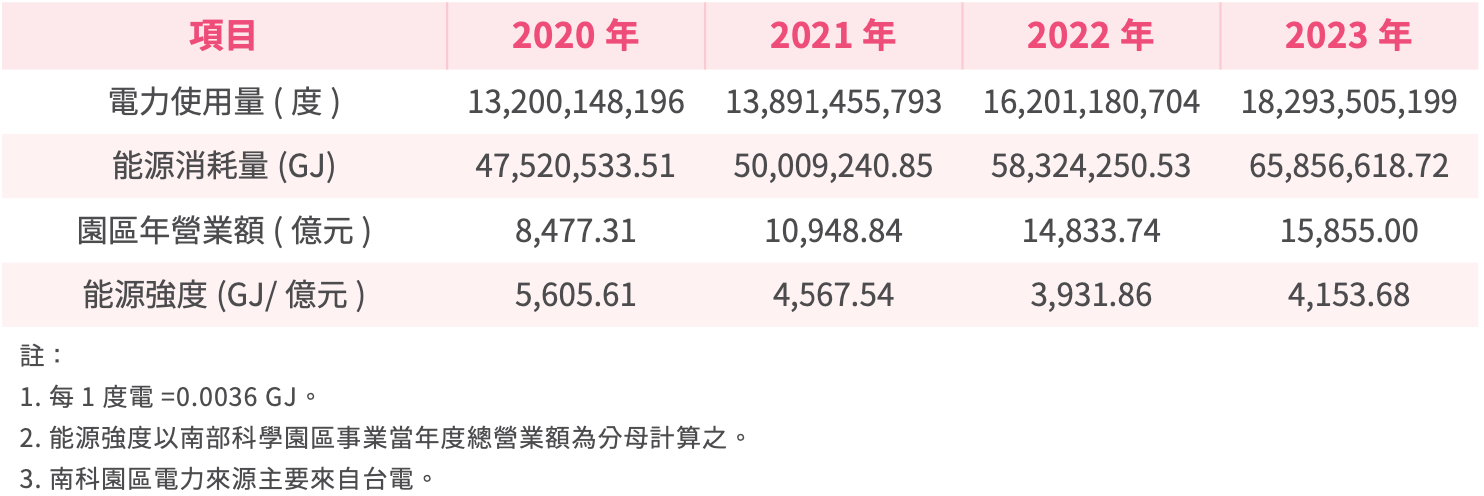 項目 2020 年 2021 年 2022 年 2023 年
電力使用量 ( 度 ) 13,200,148,196 13,891,455,793 16,201,180,704 18,293,505,199
能源消耗量 (GJ) 47,520,533.51 50,009,240.85 58,324,250.53 65,856,618.72
園區年營業額 ( 億元 ) 8,477.31 10,948.84 14,833.74 15,855.00
能源強度 (GJ/ 億元 ) 5,605.61 4,567.54 3,931.86 4,153.68
註：
1. 每 1 度電 =0.0036 GJ。
2. 能源強度以南部科學園區事業當年度總營業額為分母計算之。
3. 南科園區電力來源主要來自台電。